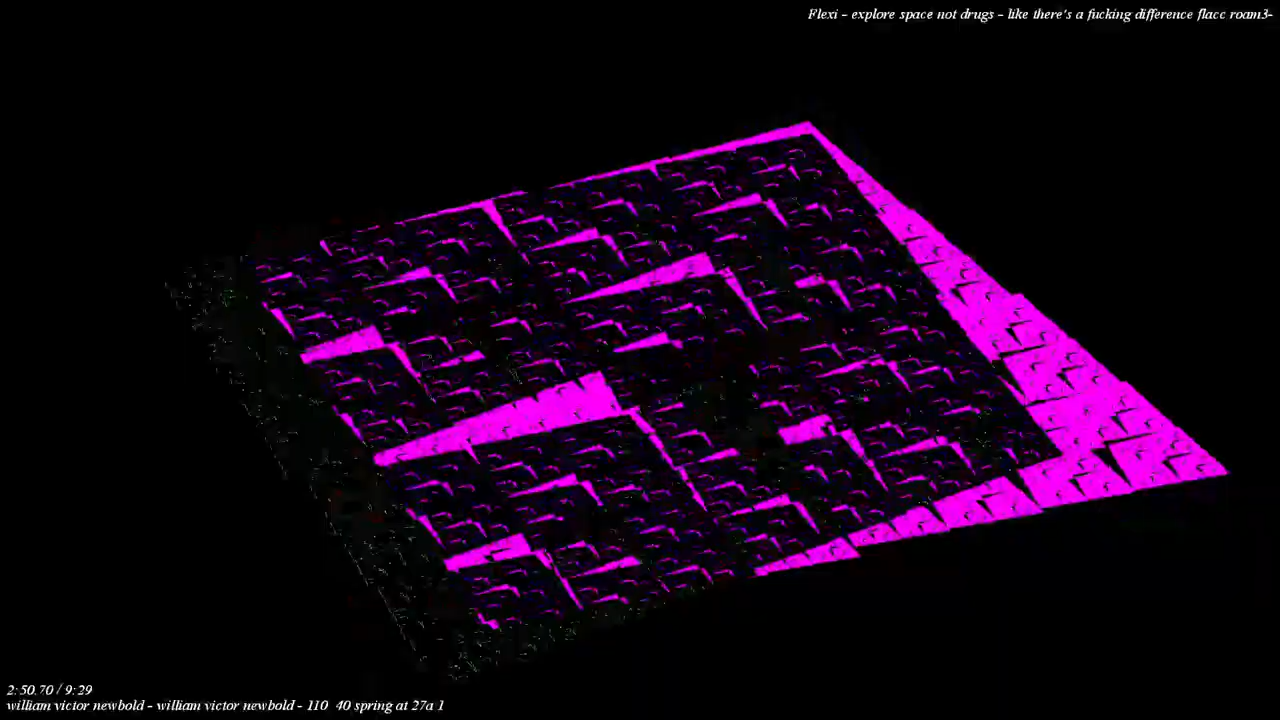 Flexi - explore space not drugs - like there's a fucking difference flacc roam3-
2:50.70 / 9:29
william victor newbold - william victor newbold - 110 40 spring at 27a 1